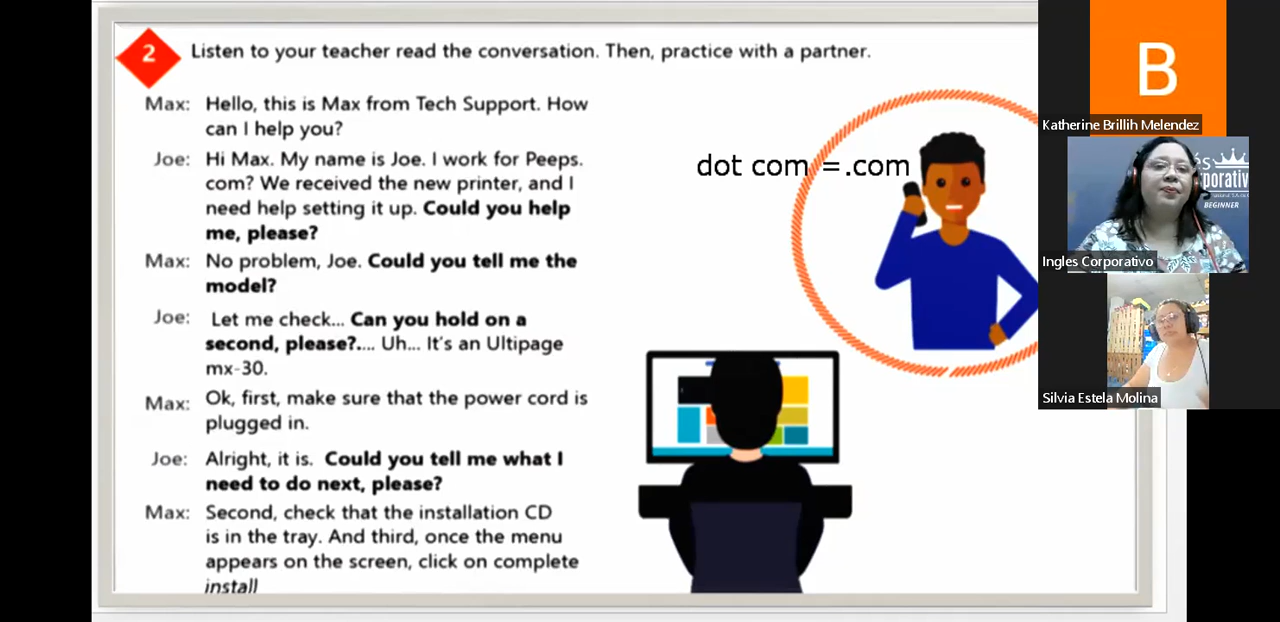 2
Listen to your teacher read the conversation. Then, practice with a partner.
Max: Hello, this is Max from Tech Support. How
can I help you?
Joe: Hi Max. My name is Joe. I work for Peeps.
com? We received the new printer, and I
need help setting it up. Could you help
me, please?
Max: No problem, Joe. Could you tell me the
model?
Joe: Let me check... Can you hold on a
second, please?.... Uh... It's an Ultipage
mx-30.
Max: Ok, first, make sure that the power cord is
plugged in.
Joe: Alright, it is. Could you tell me what I
need to do next, please?
Max: Second, check that the installation CD
is in the tray. And third, once the menu
appears on the screen, click on complete
install
dot com =.com
B
Katherine Brillih Melendez
BEGINNER
Ingles Corporativo
Silvia Estela Molina